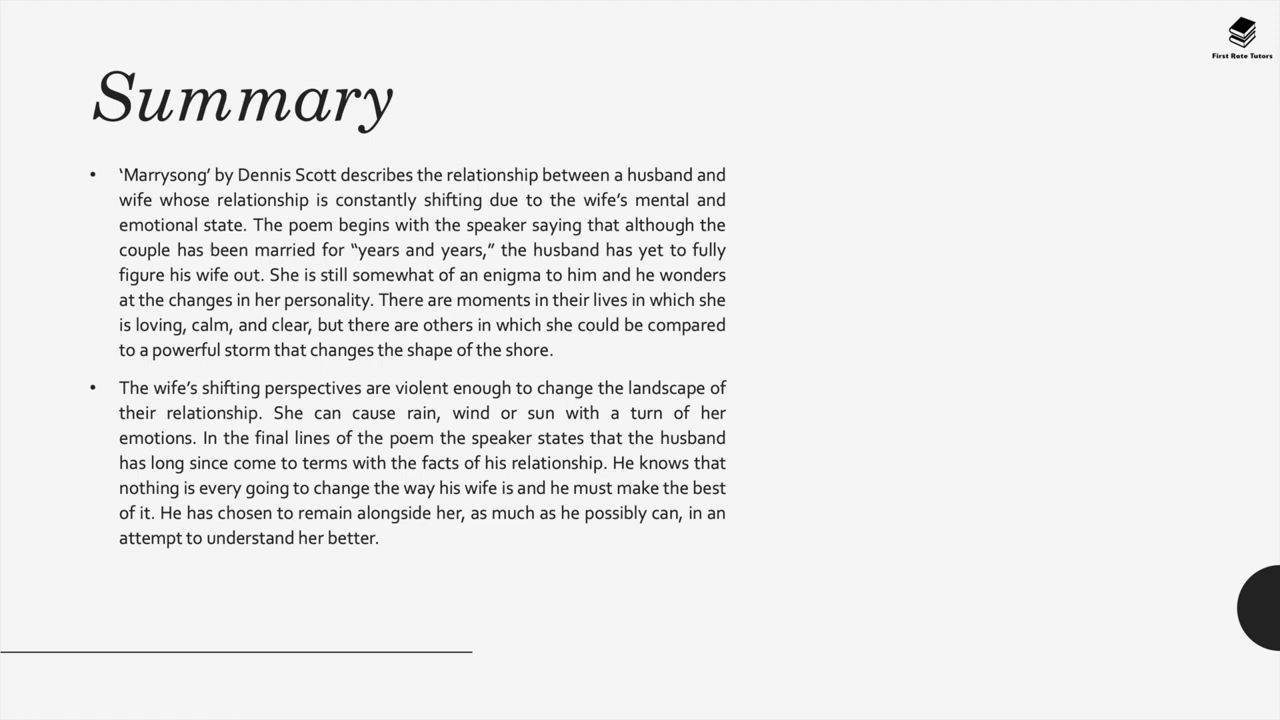 First Rate Tutors
Summary
• ‘Marrysong’ by Dennis Scott describes the relationship between a husband and
wife whose relationship is constantly shifting due to the wife’s mental and
emotional state. The poem begins with the speaker saying that although the
couple has been married for “years and years,” the husband has yet to fully
figure his wife out. She is still somewhat of an enigma to him and he wonders
at the changes in her personality. There are moments in their lives in which she
is loving, calm, and clear, but there are others in which she could be compared
to a powerful storm that changes the shape of the shore.
• The wife’s shifting perspectives are violent enough to change the landscape of
their relationship. She can cause rain, wind or sun with a turn of her
emotions. In the final lines of the poem the speaker states that the husband
has long since come to terms with the facts of his relationship. He knows that
nothing is every going to change the way his wife is and he must make the best
of it. He has chosen to remain alongside her, as much as he possibly can, in an
attempt to understand her better.